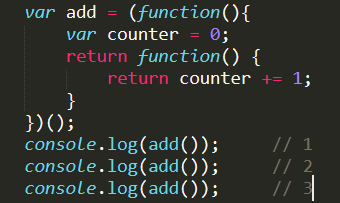 var add = (function(){
    var counter = 0;
    return function() {
        return counter += 1;
    }
})();
console.log(add());     // 1
console.log(add());     // 2
console.log(add());     // 3